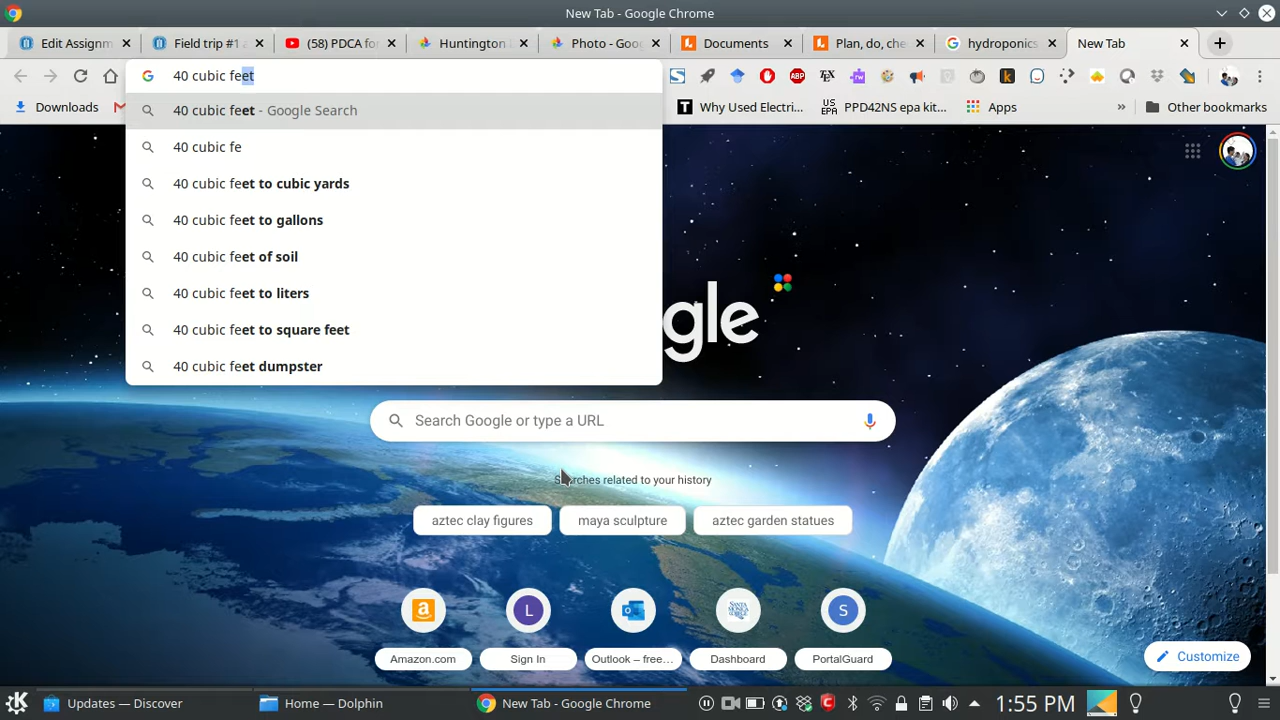 New Tab - Google Chrome
Edit Assignm
Field trip #1 a
(58) PDCA fo
Huntington
Photo - Goo
Documents
Plan, do, che
hydroponics
New Tab
40 cubic feet
Downloads
Why Used Electri...
US EPA
PPD42NS epa kit...
Apps
»
Other bookmarks
40 cubic feet - Google Search
40 cubic fe
40 cubic feet to cubic yards
40 cubic feet to gallons
40 cubic feet of soil
40 cubic feet to liters
40 cubic feet to square feet
40 cubic feet dumpster
gle
Search Google or type a URL
Searches related to your history
aztec clay figures
maya sculpture
aztec garden statues
Amazon.com
Sign In
Outlook – free...
Dashboard
PortalGuard
Customize
Updates — Discover
Home — Dolphin
New Tab - Google Chrome
1:55 PM